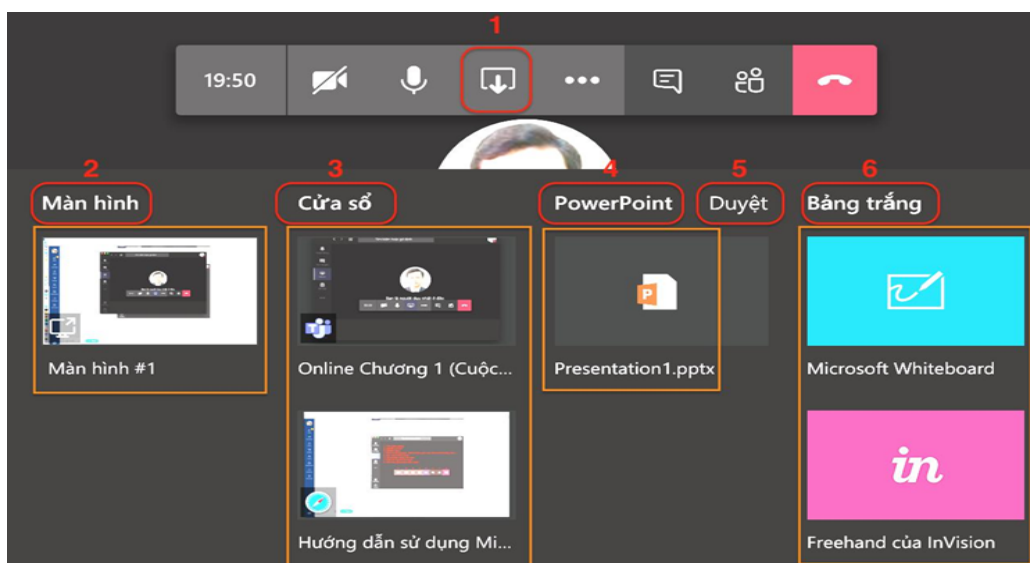 1
19:50
2 3 4 5 6
Màn hình Cửa sổ PowerPoint Duyệt Bảng trắng
P
Màn hình #1 Online Chương 1 (Cuộc... Presentation1.pptx Microsoft Whiteboard
in
Hướng dẫn sử dụng Mi... Freehand của InVision